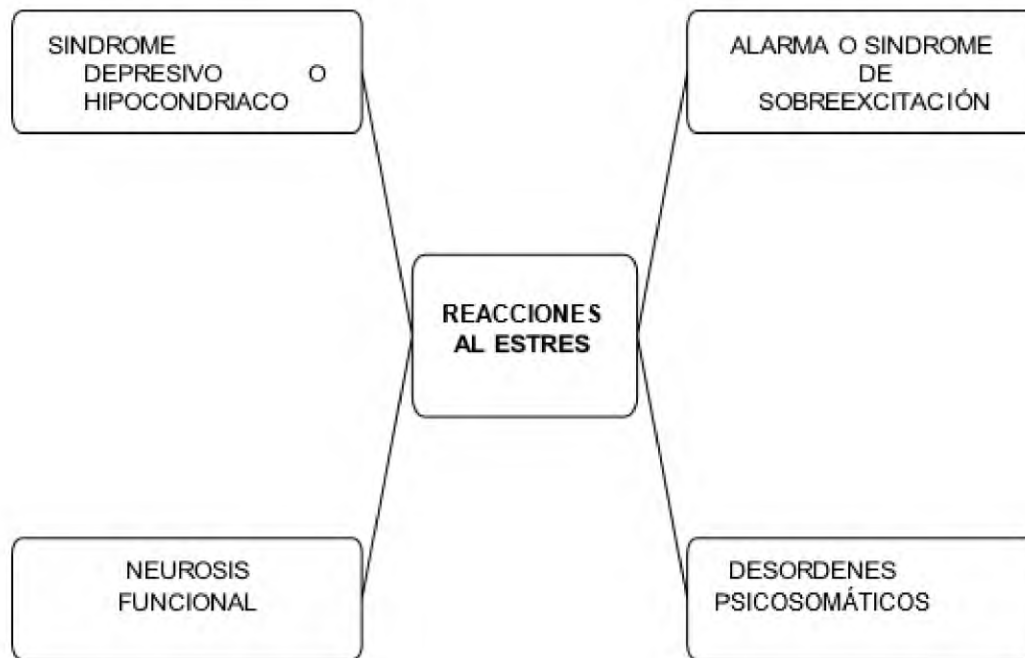 SINDROME
DEPRESIVO O
HIPOCONDRIACO
ALARMA O SINDROME
DE
SOBREEXCITACIÓN
REACCIONES
AL ESTRES
NEUROSIS
FUNCIONAL
DESORDENES
PSICOSOMÁTICOS